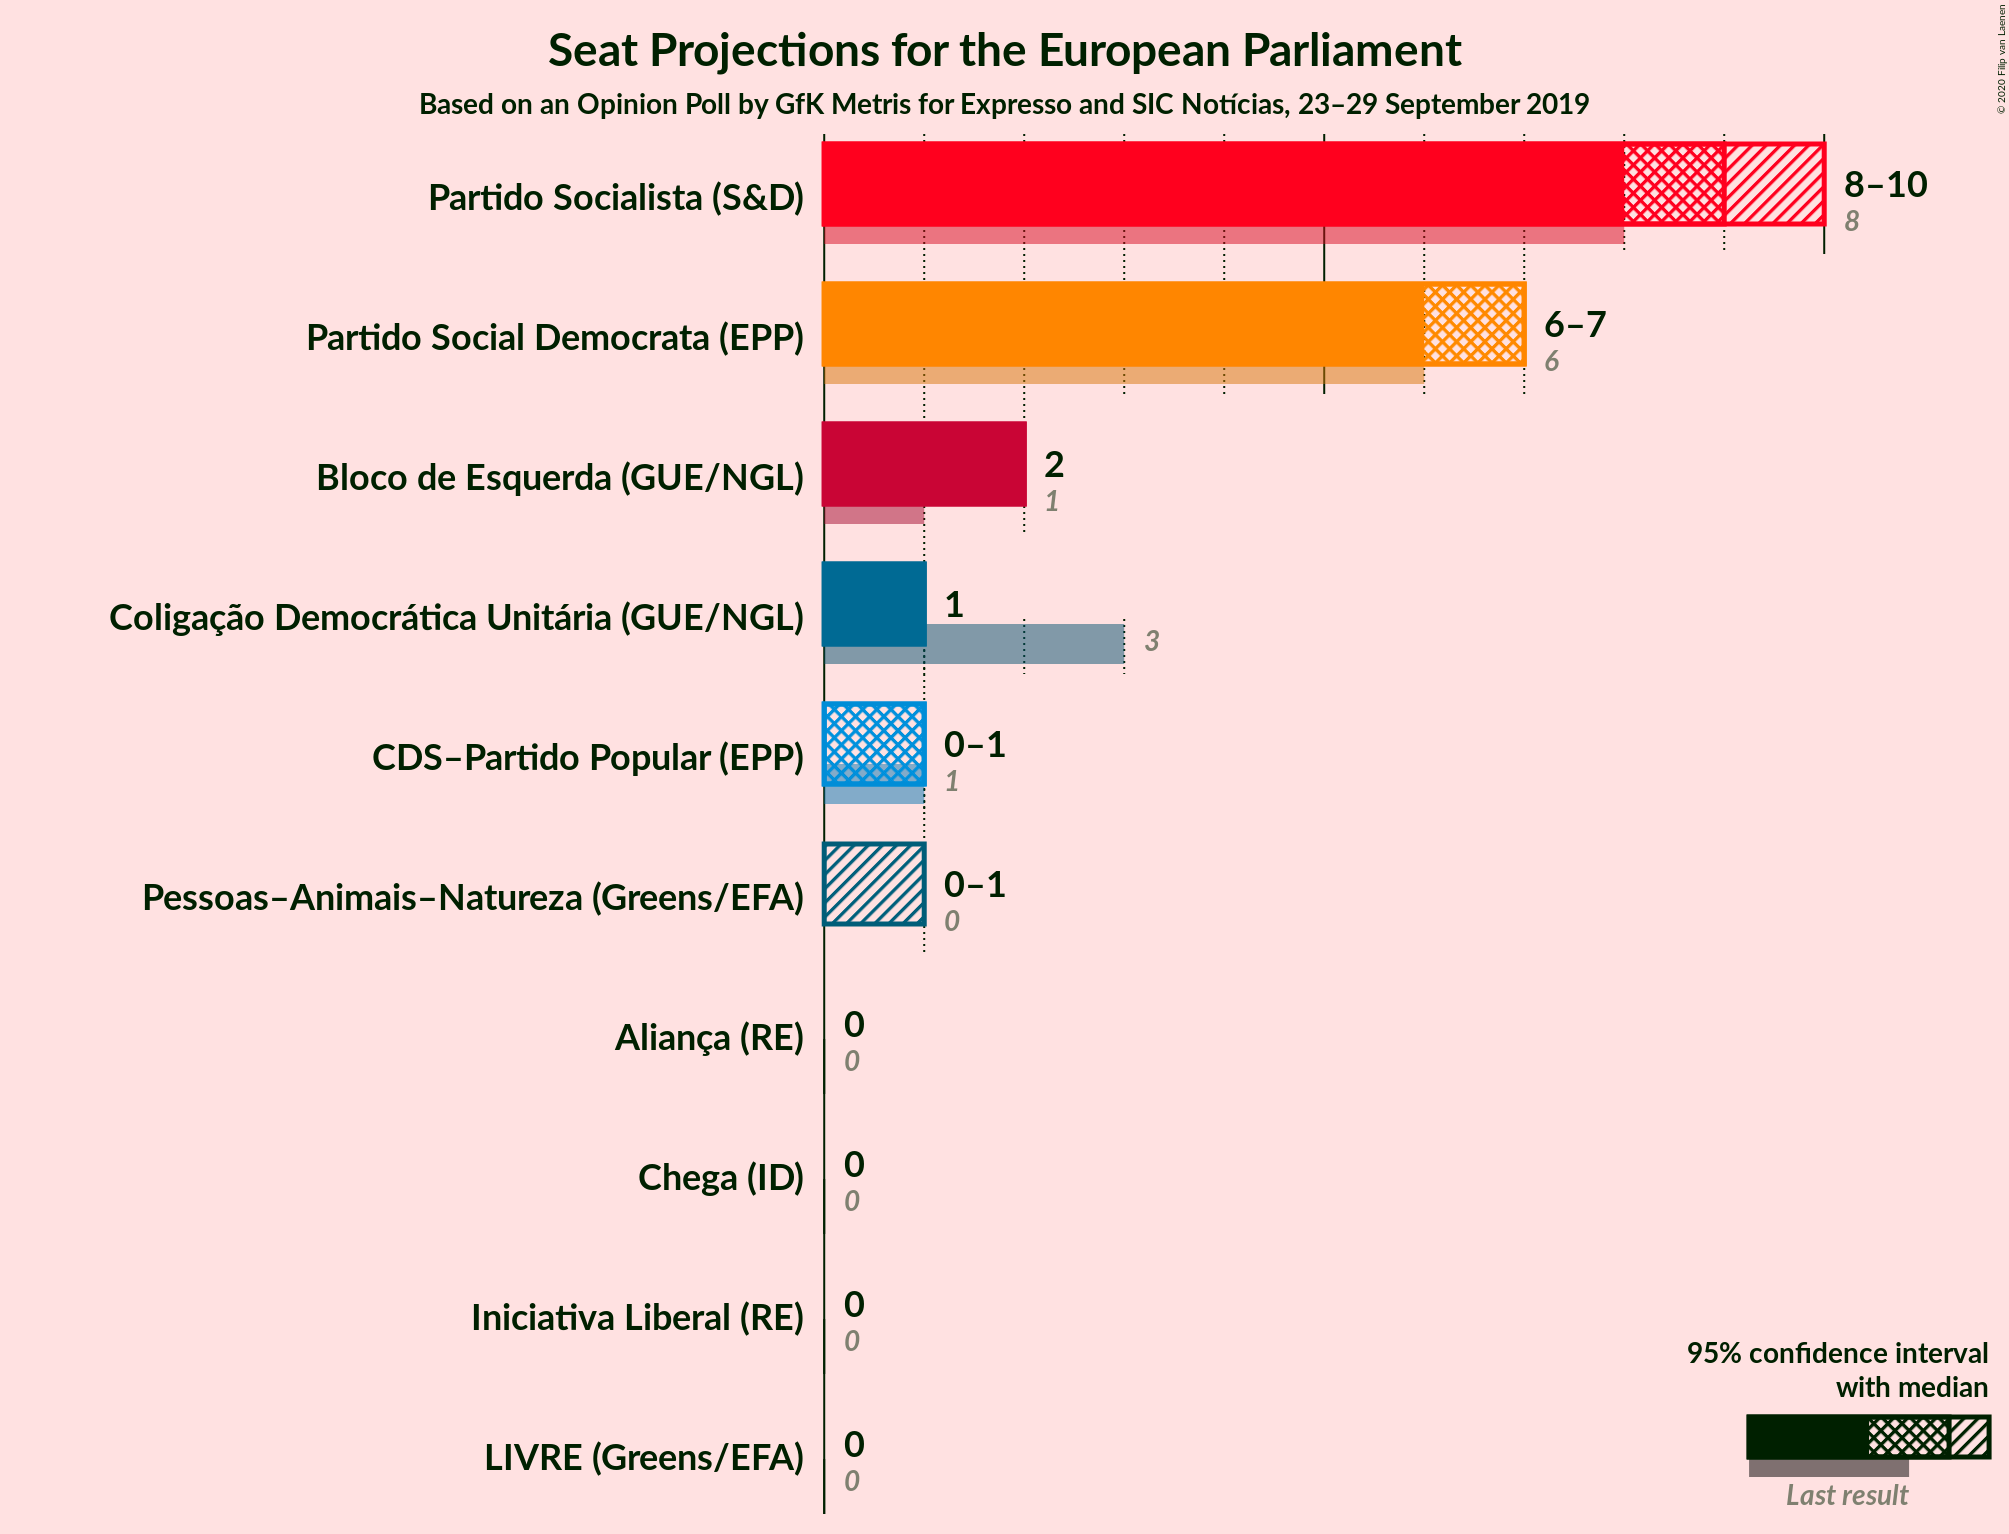 Seat Projections for the European Parliament
Based on an Opinion Poll by GfK Metris for Expresso and SIC Notícias, 23–29 September 2019
© 2020 Filip van Laenen
Partido Socialista (S&D)
8–10
8
Partido Social Democrata (EPP)
6–7
6
Bloco de Esquerda (GUE/NGL)
2
1
Coligação Democrática Unitária (GUE/NGL)
1
3
CDS–Partido Popular (EPP)
0–1
1
Pessoas–Animais–Natureza (Greens/EFA)
0–1
0
Aliança (RE)
0
0
Chega (ID)
0
0
Iniciativa Liberal (RE)
0
0
LIVRE (Greens/EFA)
0
0
95% confidence interval
with median
Last result